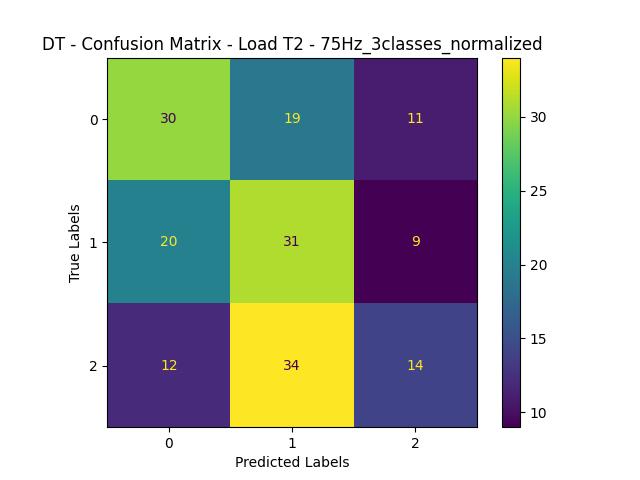 DT - Confusion Matrix - Load T2 - 75Hz_3classes_normalized
True Labels
0 30 19 11
1 20 31 9
2 12 34 14
0 1 2
Predicted Labels
30
25
20
15
10